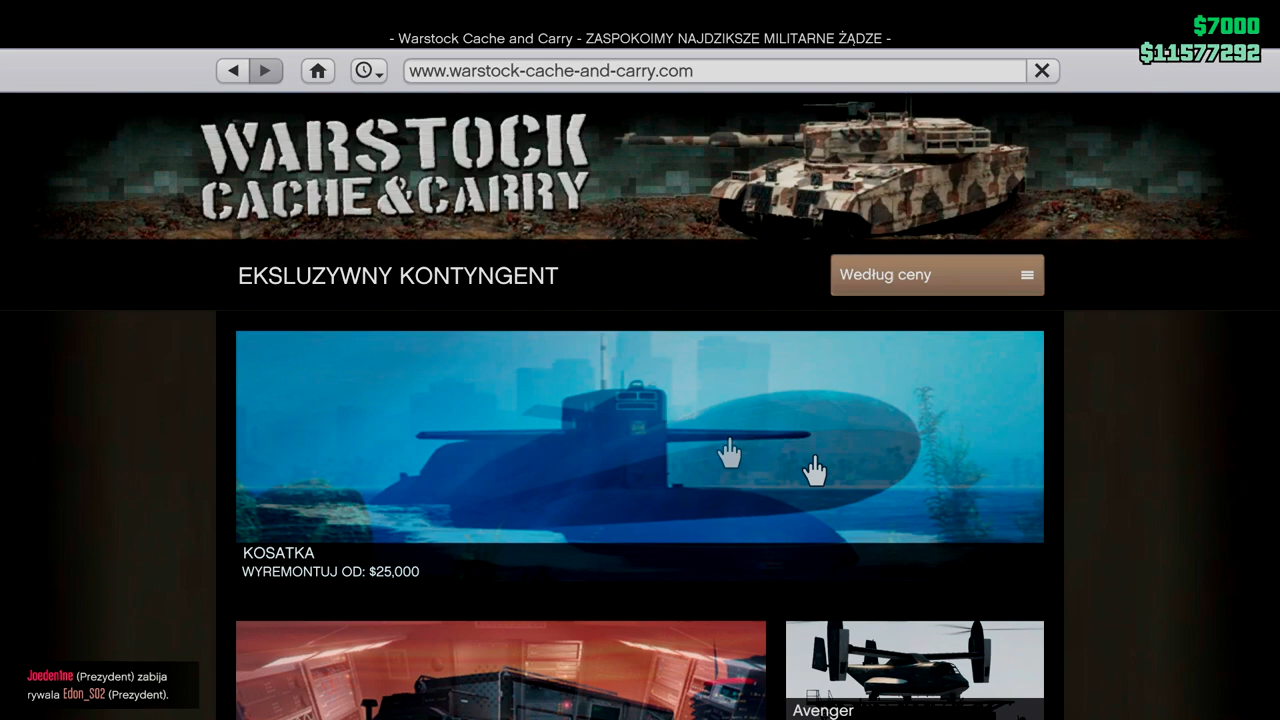 - Warstock Cache and Carry - ZASPOKOIMY NAJDZIKSZE MILITARNE ŻĄDZE -
$7000
$11577292
www.warstock-cache-and-carry.com
WARSTOCK
CACHE&CARRY
EKSLUZYWNY KONTYNGENT
Według ceny
KOSATKA
WYREMONTUJ OD: $25,000
Avenger
Joeden1ne (Prezydent) zabija
rywala Edon_S02 (Prezydent).